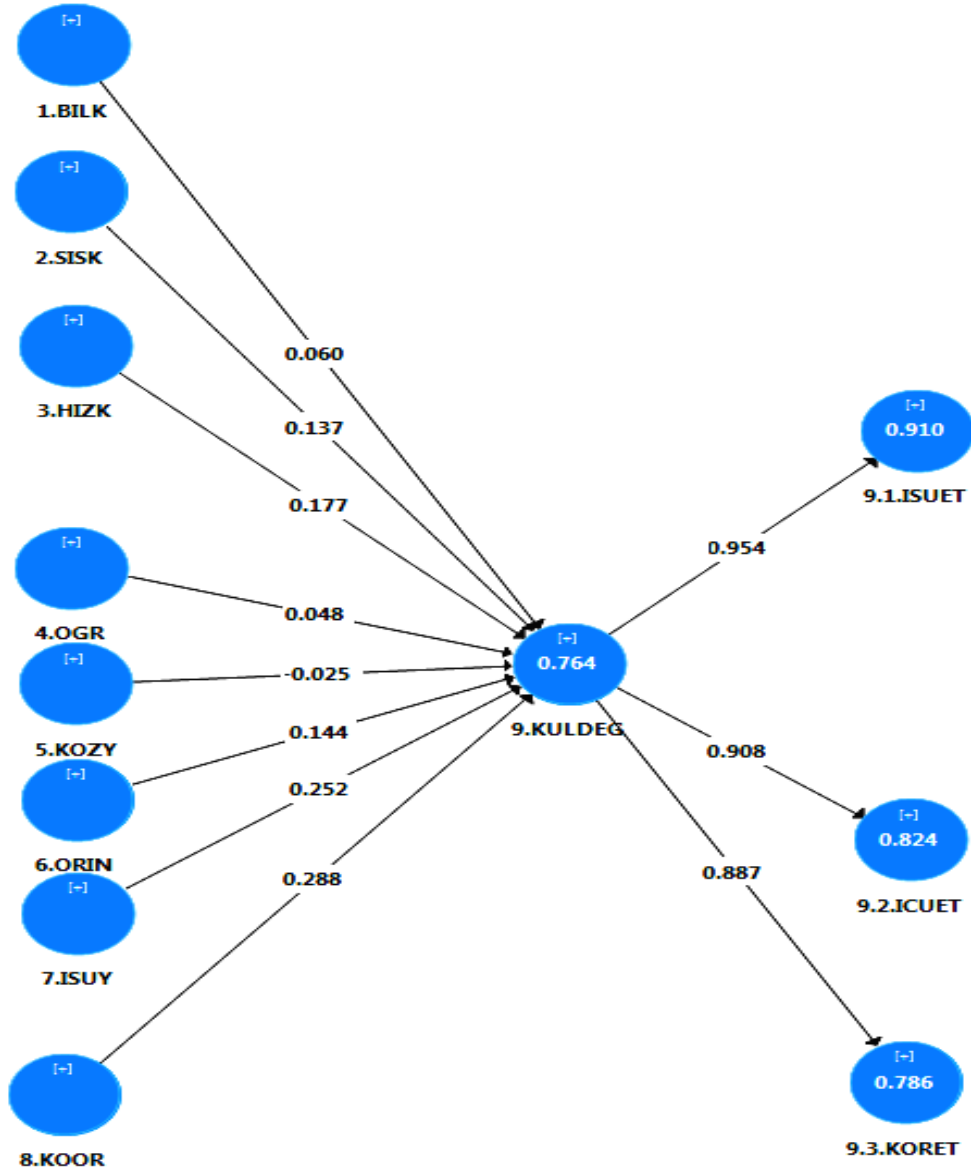 [+]
1.BILK
[+]
2.SISK
[+]
3.HIZK
[+]
4.OGR
[+]
5.KOZY
[+]
6.ORIN
[+]
7.ISUY
[+]
8.KOOR
0.060
0.137
0.177
0.048
-0.025
0.144
0.252
0.288
[+]
0.764
9.KULDEG
0.954
0.908
0.887
[+]
0.910
9.1.ISUET
[+]
0.824
9.2.ICUET
[+]
0.786
9.3.KORET